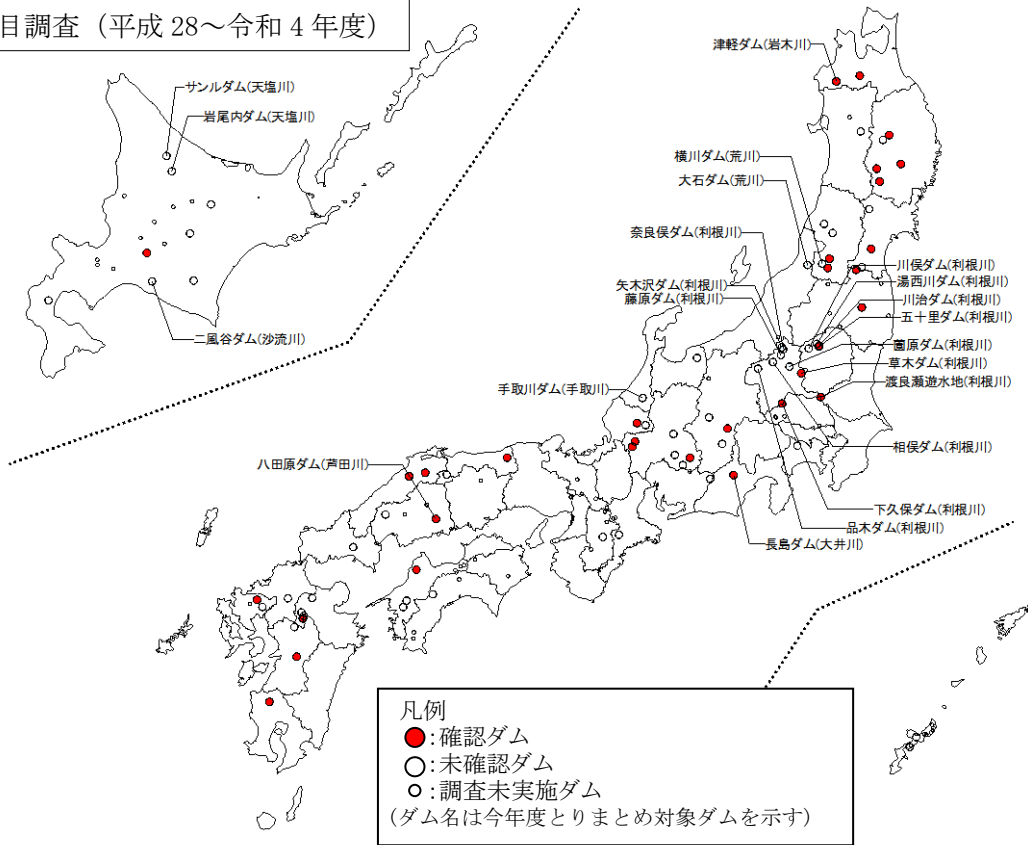 目調査（平成 28～令和 4 年度）
サンルダム(天塩川)
岩尾内ダム(天塩川)
二風谷ダム(沙流川)
津軽ダム(岩木川)
横川ダム(荒川)
大石ダム(荒川)
奈良俣ダム(利根川)
矢木沢ダム(利根川)
藤原ダム(利根川)
手取川ダム(手取川)
八田原ダム(芦田川)
川俣ダム(利根川)
湯西川ダム(利根川)
川治ダム(利根川)
五十里ダム(利根川)
薗原ダム(利根川)
草木ダム(利根川)
渡良瀬遊水地(利根川)
相俣ダム(利根川)
下久保ダム(利根川)
品木ダム(利根川)
長島ダム(大井川)
凡例
:確認ダム
:未確認ダム
:調査未実施ダム
(ダム名は今年度とりまとめ対象ダムを示す)